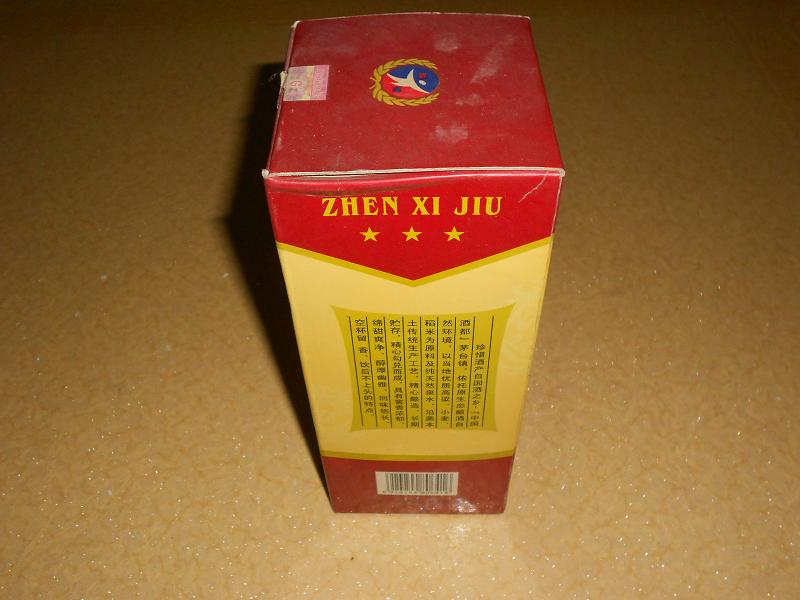 ZHEN XI JIU
珍惜酒产自国酒之乡，“中国
酒都”茅台镇，依托原生态酿酒自
然环境，以当地优质高粱、小麦、
稻米为原料及纯天然泉水，沿袭本
土传统生产工艺，精心酿造，长期
贮存，精心勾兑而成，具有窖香浓郁、
绵甜爽净、醇厚幽雅、回味悠长、
空杯留香、饮后不上头的特点。